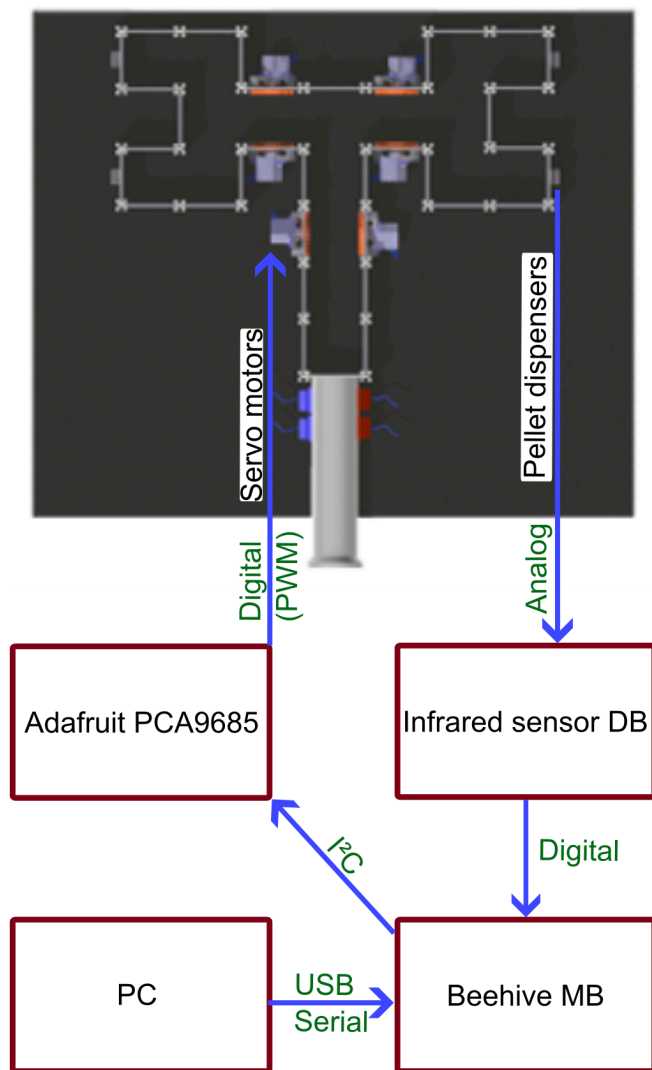 Servo motors
Pellet dispensers
Digital
(PWM)
Analog
Adafruit PCA9685
Infrared sensor DB
I²C
Digital
PC
USB
Serial
Beehive MB